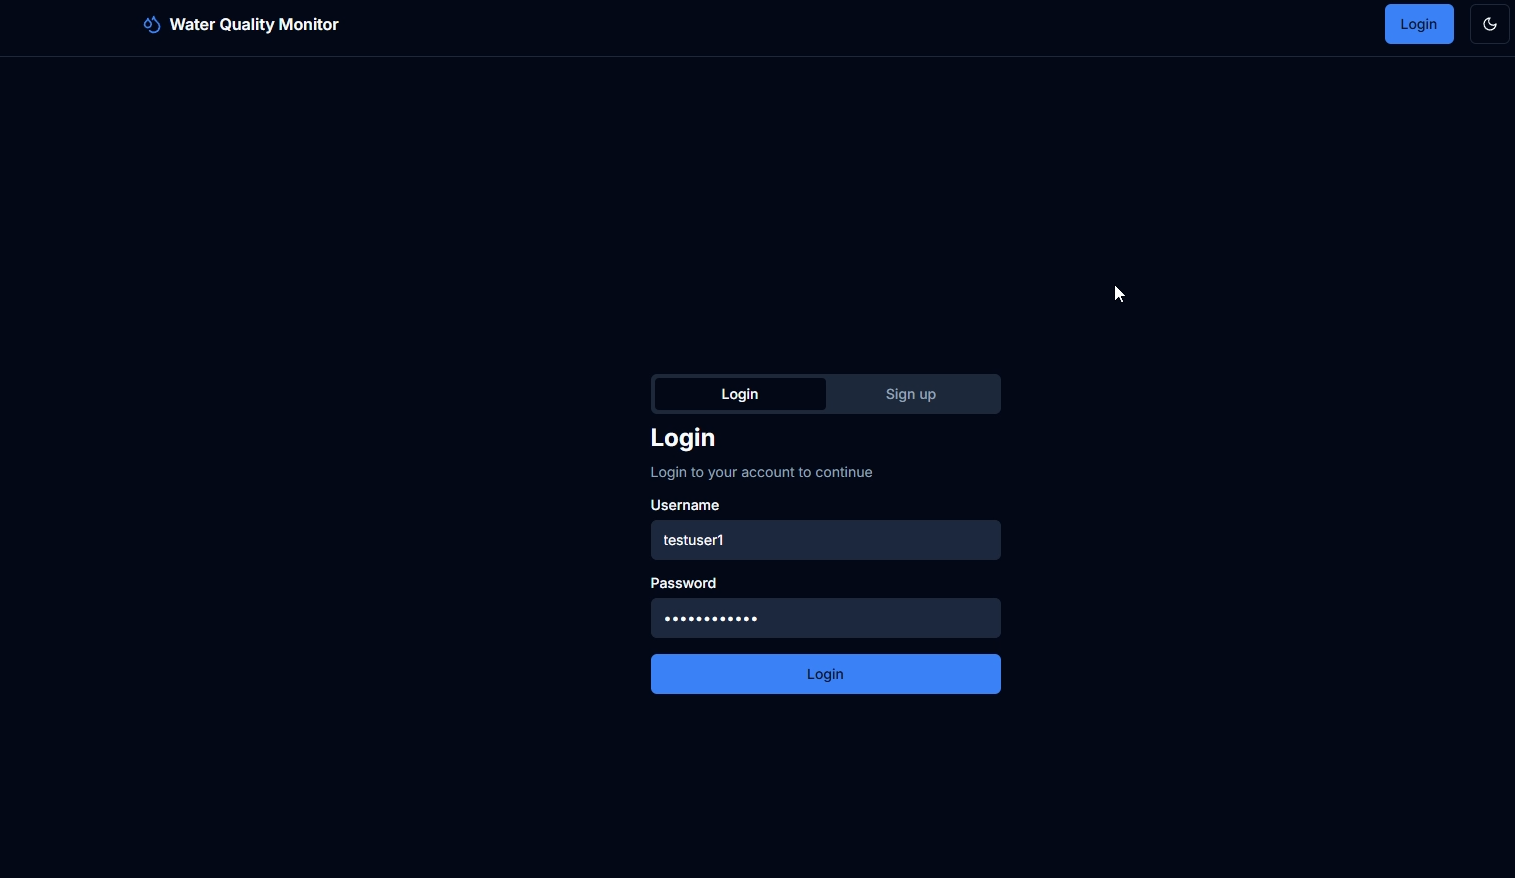 Water Quality Monitor
Login
Login
Sign up
Login
Login to your account to continue
Username
testuser1
Password
••••••••••••
Login